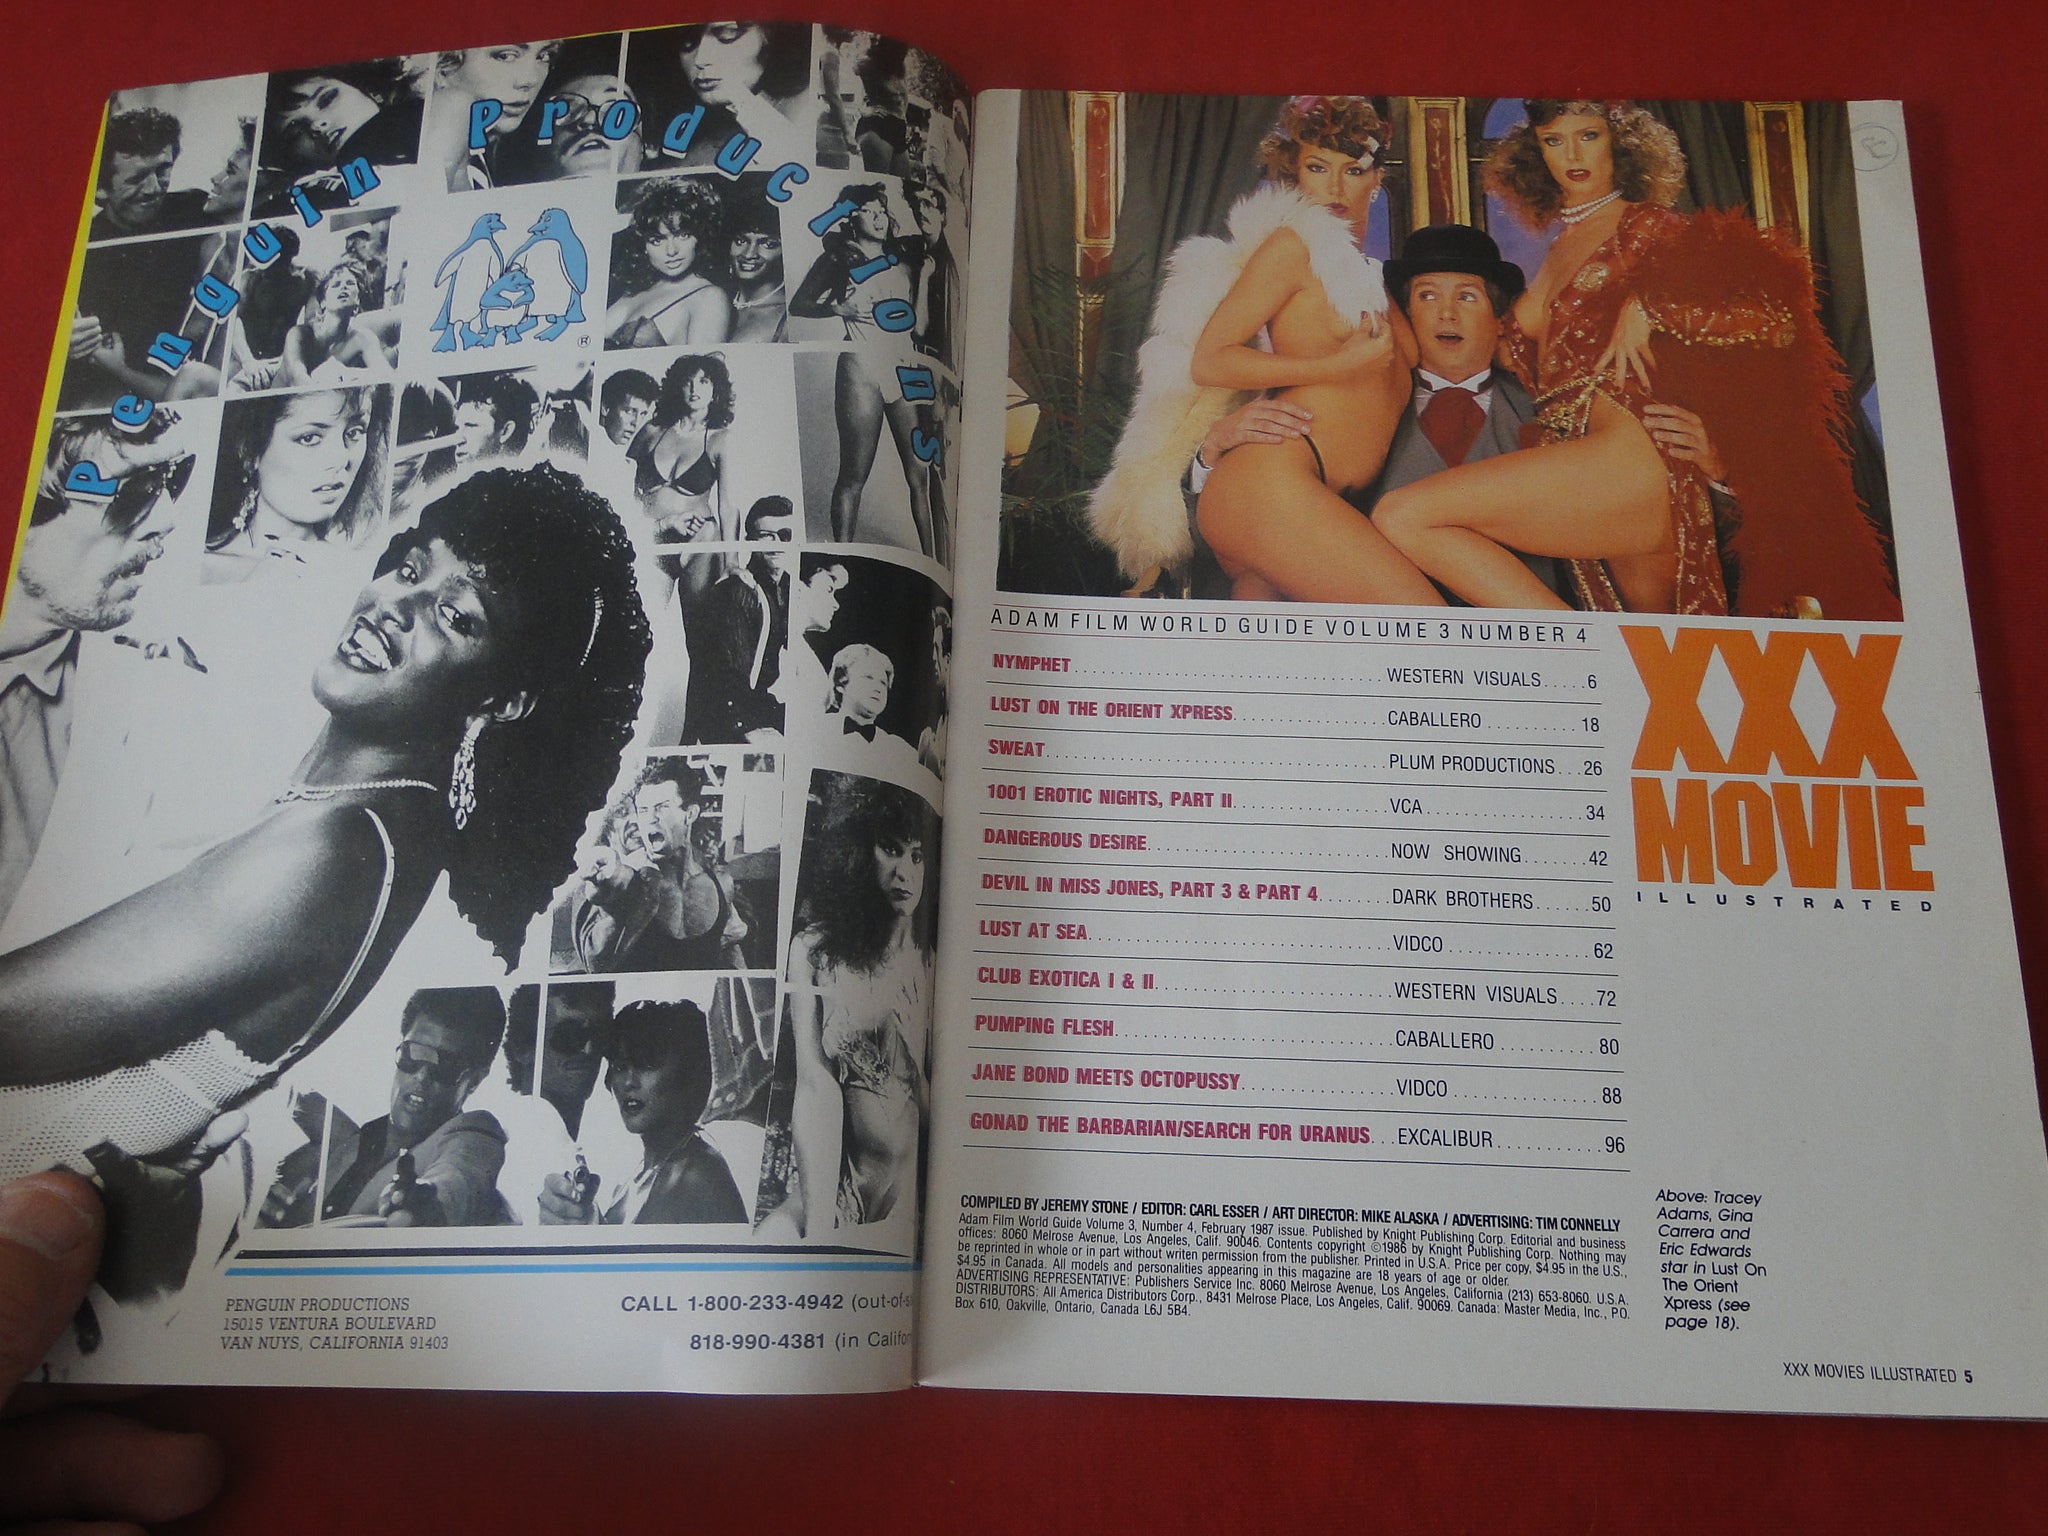 Penguin Productions
®
PENGUIN PRODUCTIONS
15015 VENTURA BOULEVARD
VAN NUYS, CALIFORNIA 91403
CALL 1-800-233-4942 (out-of-
818-990-4381 (in
ADAM FILM WORLD GUIDE VOLUME 3 NUMBER 4
NYMPHET WESTERN VISUALS 6
LUST ON THE ORIENT XPRESS CABALLERO 18
SWEAT PLUM PRODUCTIONS 26
1001 EROTIC NIGHTS, PART II VCA 34
DANGEROUS DESIRE NOW SHOWING 42
DEVIL IN MISS JONES, PART 3 & PART 4 DARK BROTHERS 50
LUST AT SEA VIDCO 62
CLUB EXOTICA I & II WESTERN VISUALS 72
PUMPING FLESH CABALLERO 80
JANE BOND MEETS OCTOPUSSY VIDCO 88
GONAD THE BARBARIAN/SEARCH FOR URANUS EXCALIBUR 96
XXX
MOVIE
ILLUSTRATED
COMPILED BY JEREMY STONE / EDITOR: CARL ESSER / ART DIRECTOR: MIKE ALASKA / ADVERTISING: TIM CONNELLY
Adam Film World Guide Volume 3, Number 4, February 1987 issue. Published by Knight Publishing Corp. Editorial and business
offices: 8060 Melrose Avenue, Los Angeles, Calif. 90046. Contents copyright ©1986 by Knight Publishing Corp. Nothing may
be reprinted in whole or in part without writen permission from the publisher. Printed in U.S.A. Price per copy, $4.95 in the U.S.,
$4.95 in Canada. All models and personalities appearing in this magazine are 18 years of age or older.
ADVERTISING REPRESENTATIVE: Publishers Service Inc. 8060 Melrose Avenue, Los Angeles, California (213) 653-8060. U.S.A.
DISTRIBUTORS: All America Distributors Corp., 8431 Melrose Place, Los Angeles, Calif. 90069. Canada: Master Media, Inc., P.O.
Box 610, Oakville, Ontario, Canada L6J 5B4.
Above: Tracey
Adams, Gina
Carrera and
Eric Edwards
star in Lust On
The Orient
Xpress (see
page 18).
XXX MOVIES ILLUSTRATED 5